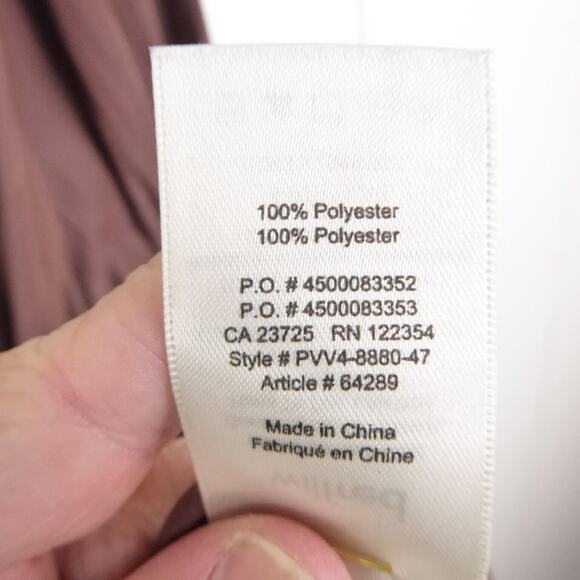 100% Polyester
100% Polyester
P.O. # 4500083352
P.O. # 4500083353
CA 23725 RN 122354
Style # PVV4-8880-47
Article # 64289
Made in China
Fabriqué en Chine
wilfred